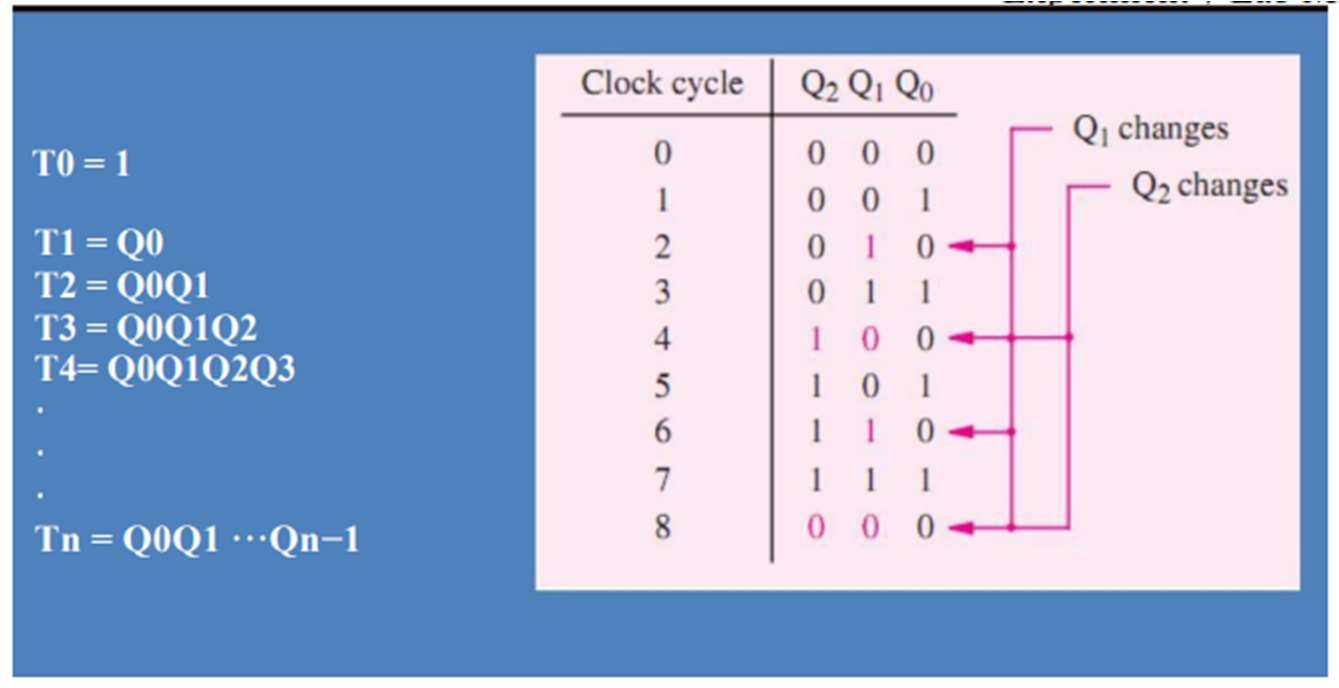 T0 = 1
T1 = Q0
T2 = Q0Q1
T3 = Q0Q1Q2
T4= Q0Q1Q2Q3
.
.
.
Tn = Q0Q1 ⋯Qn−1
Clock cycle Q2 Q1 Q0
0 0 0 0
1 0 0 1
2 0 1 0
3 0 1 1
4 1 0 0
5 1 0 1
6 1 1 0
7 1 1 1
8 0 0 0
Q1 changes
Q2 changes